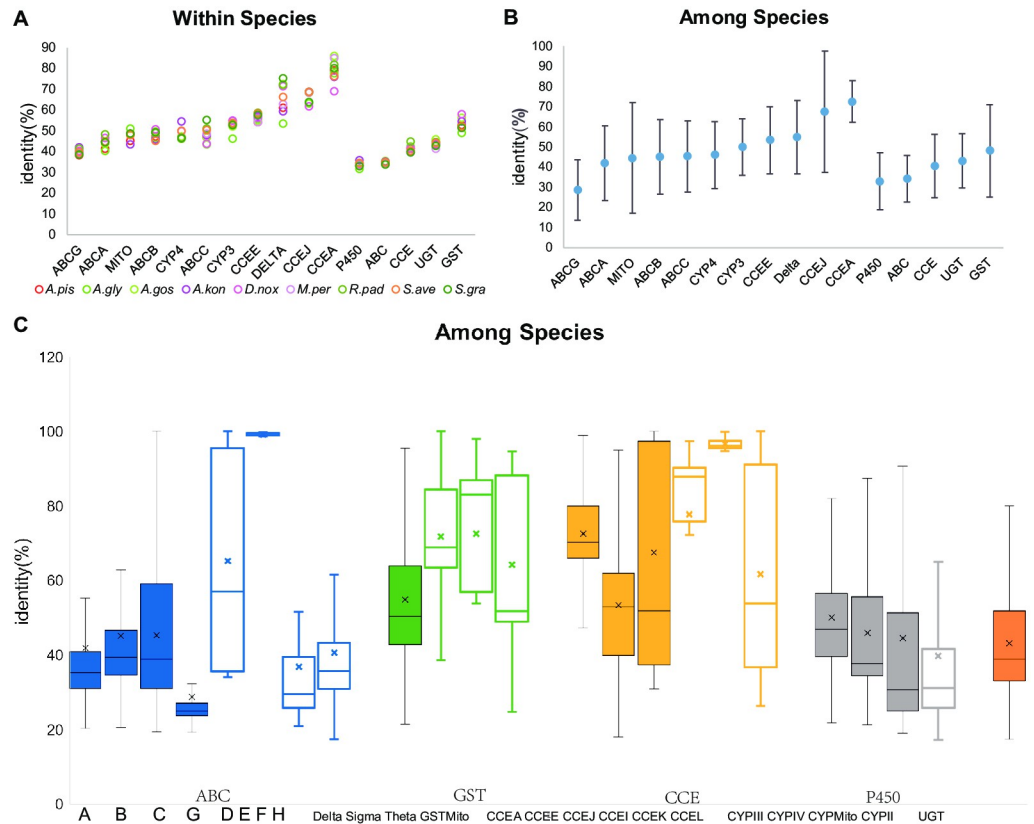 A
Within Species
identity(%)
90
80
70
60
50
40
30
20
10
0
ABCG ABCA MITO ABCB CYP4 ABCC CYP3 CCEE DELTA CCEJ CCEA P450 ABC CCE UGT GST
A.pis A.gly A.gos A.kon D.nox M.per R.pad S.ave S.gra
B
Among Species
identity(%)
100
90
80
70
60
50
40
30
20
10
0
ABCG ABCA MITO ABCB ABCC CYP4 CYP3 CCEE Delta CCEJ CCEA P450 ABC CCE UGT GST
C
Among Species
identity(%)
120
100
80
60
40
20
0
ABC GST CCE P450
A B C G D E F H Delta Sigma Theta GSTMito CCEA CCEE CCEJ CCEI CCEK CCEL CYPIII CYPIV CYPMito CYPII UGT